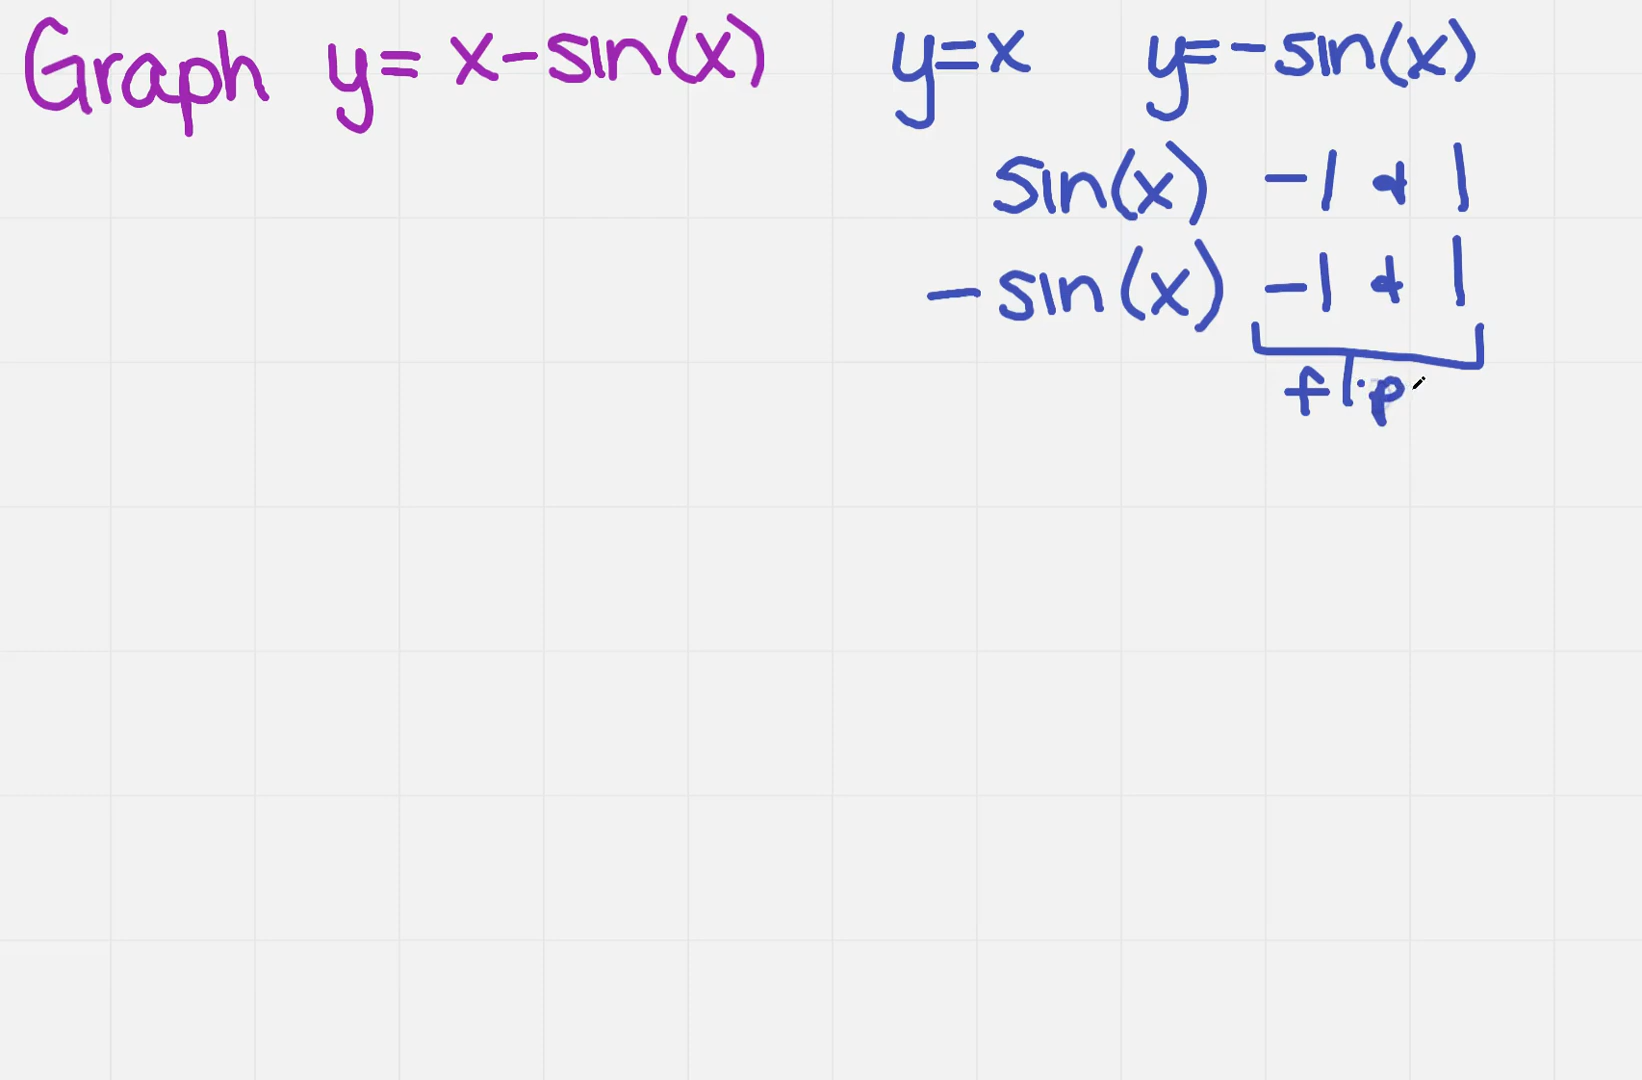 Graph y = x - sin(x) y = x y = - sin(x)
sin(x) -1 & 1
- sin(x) -1 & 1
flip